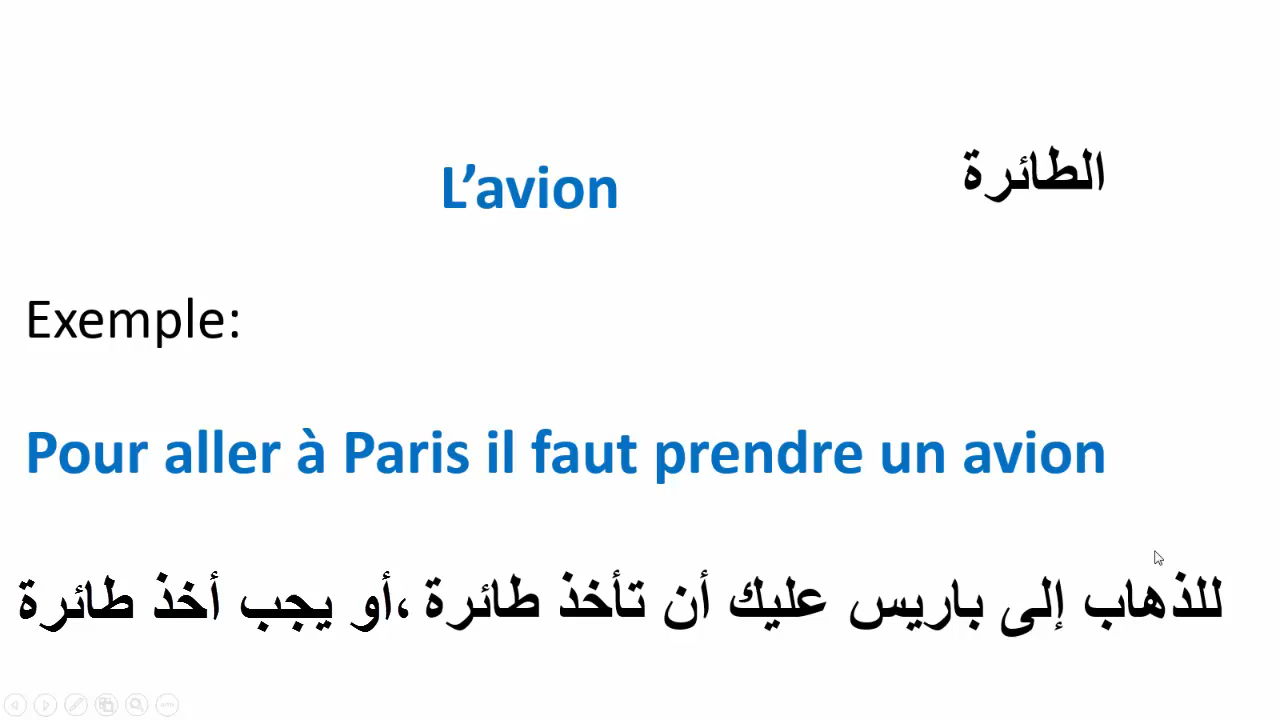 L’avion
الطائرة
Exemple:
Pour aller à Paris il faut prendre un avion
للذهاب إلى باريس عليك أن تأخذ طائرة ،أو يجب أخذ طائرة